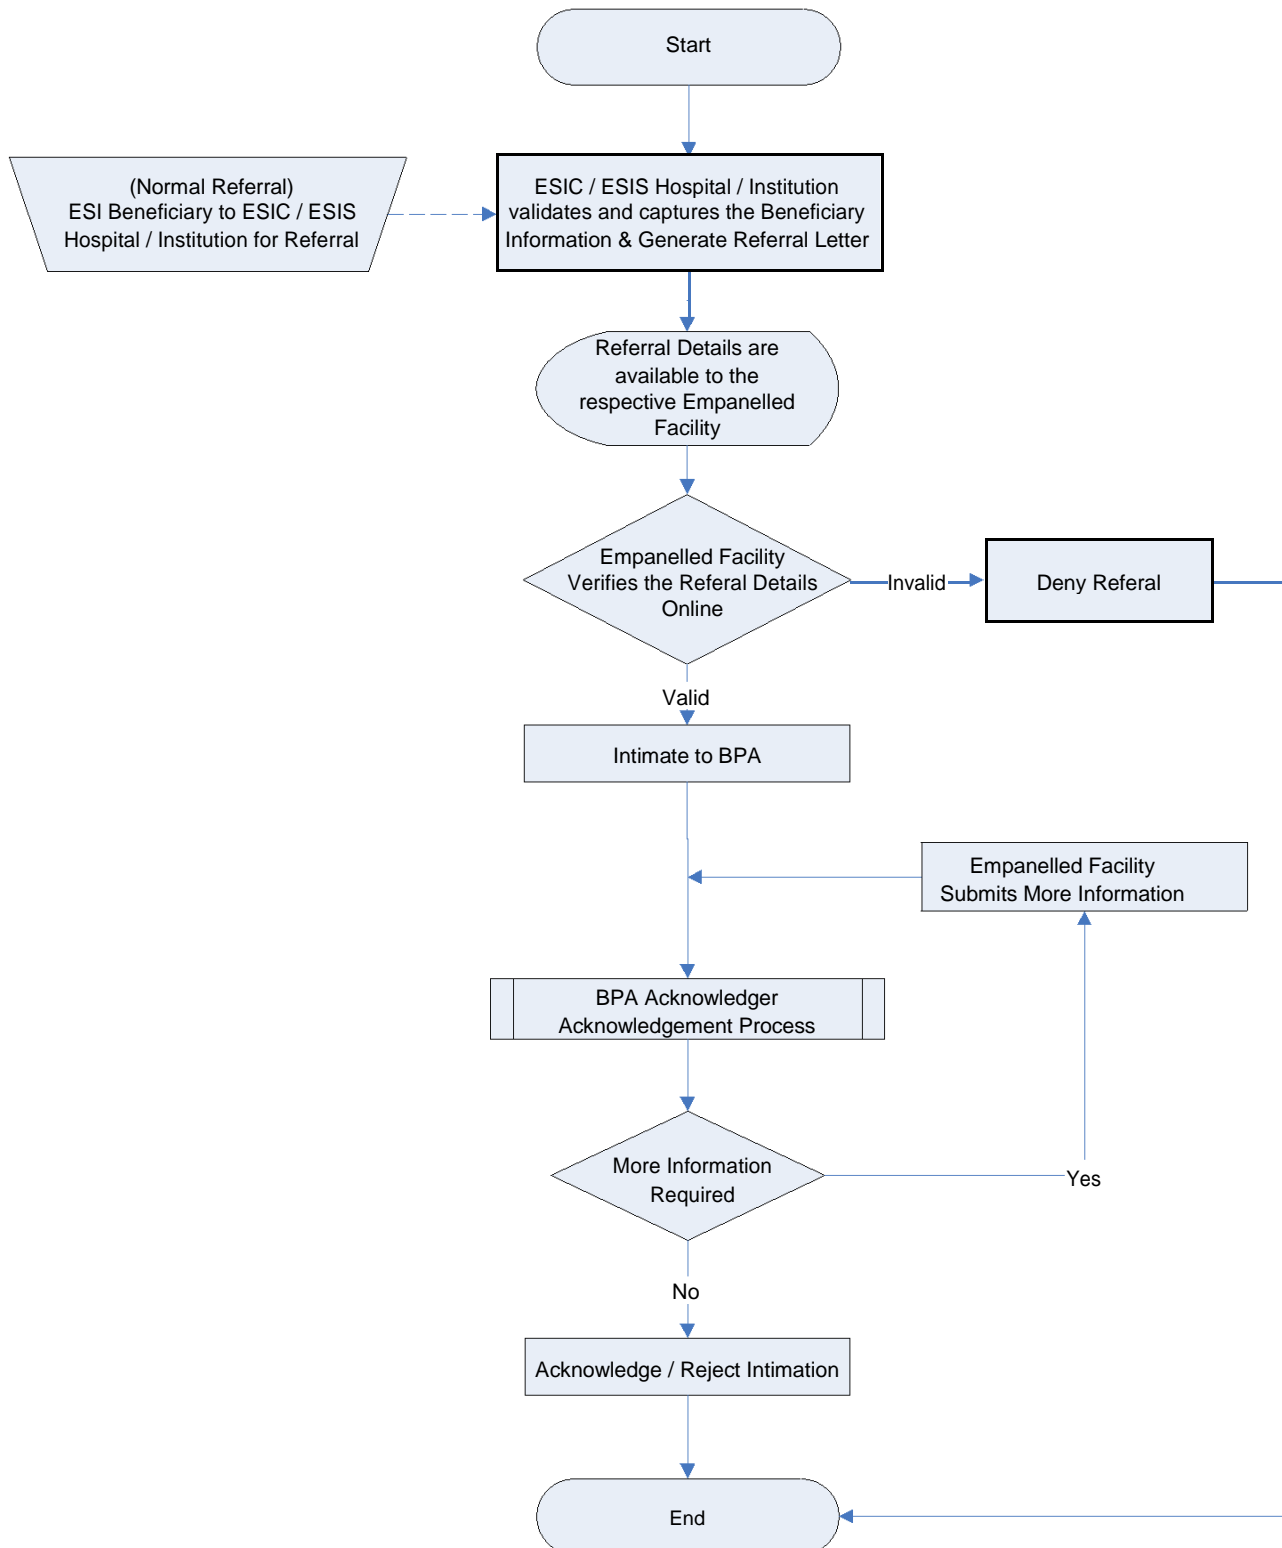 Start
(Normal Referral)
ESI Beneficiary to ESIC / ESIS
Hospital / Institution for Referral
ESIC / ESIS Hospital / Institution
validates and captures the Beneficiary
Information & Generate Referral Letter
Referral Details are
available to the
respective Empanelled
Facility
Empanelled Facility
Verifies the Referal Details
Online
Invalid
Deny Referal
Valid
Intimate to BPA
Empanelled Facility
Submits More Information
BPA Acknowledger
Acknowledgement Process
More Information
Required
Yes
No
Acknowledge / Reject Intimation
End